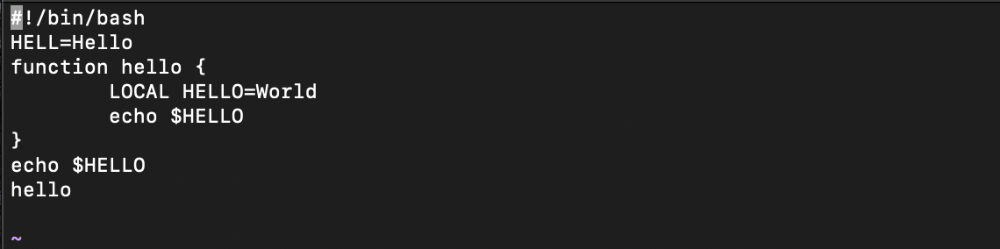 #!/bin/bash
HELL=Hello
function hello {
        LOCAL HELLO=World
        echo $HELLO
}
echo $HELLO
hello

~